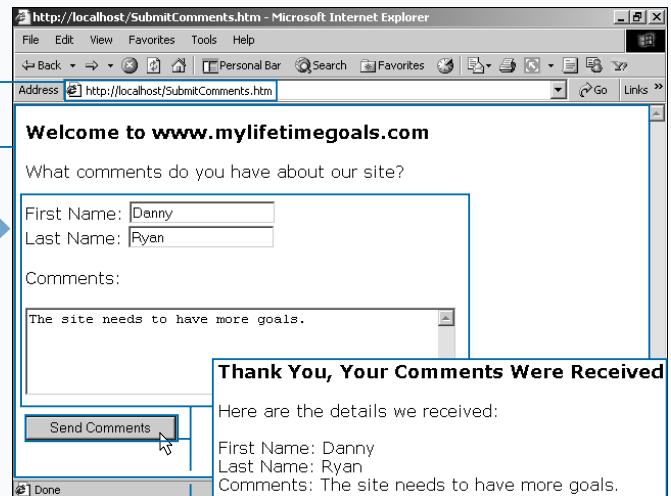 http://localhost/SubmitComments.htm - Microsoft Internet Explorer
File Edit View Favorites Tools Help
Back Personal Bar Search Favorites
Address http://localhost/SubmitComments.htm Go Links »
Welcome to www.mylifetimegoals.com
What comments do you have about our site?
First Name: Danny
Last Name: Ryan
Comments:
The site needs to have more goals.
Send Comments
Done
Thank You, Your Comments Were Received
Here are the details we received:
First Name: Danny
Last Name: Ryan
Comments: The site needs to have more goals.